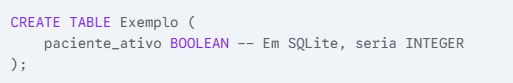 CREATE TABLE Exemplo (
    paciente_ativo BOOLEAN -- Em SQLite, seria INTEGER
);